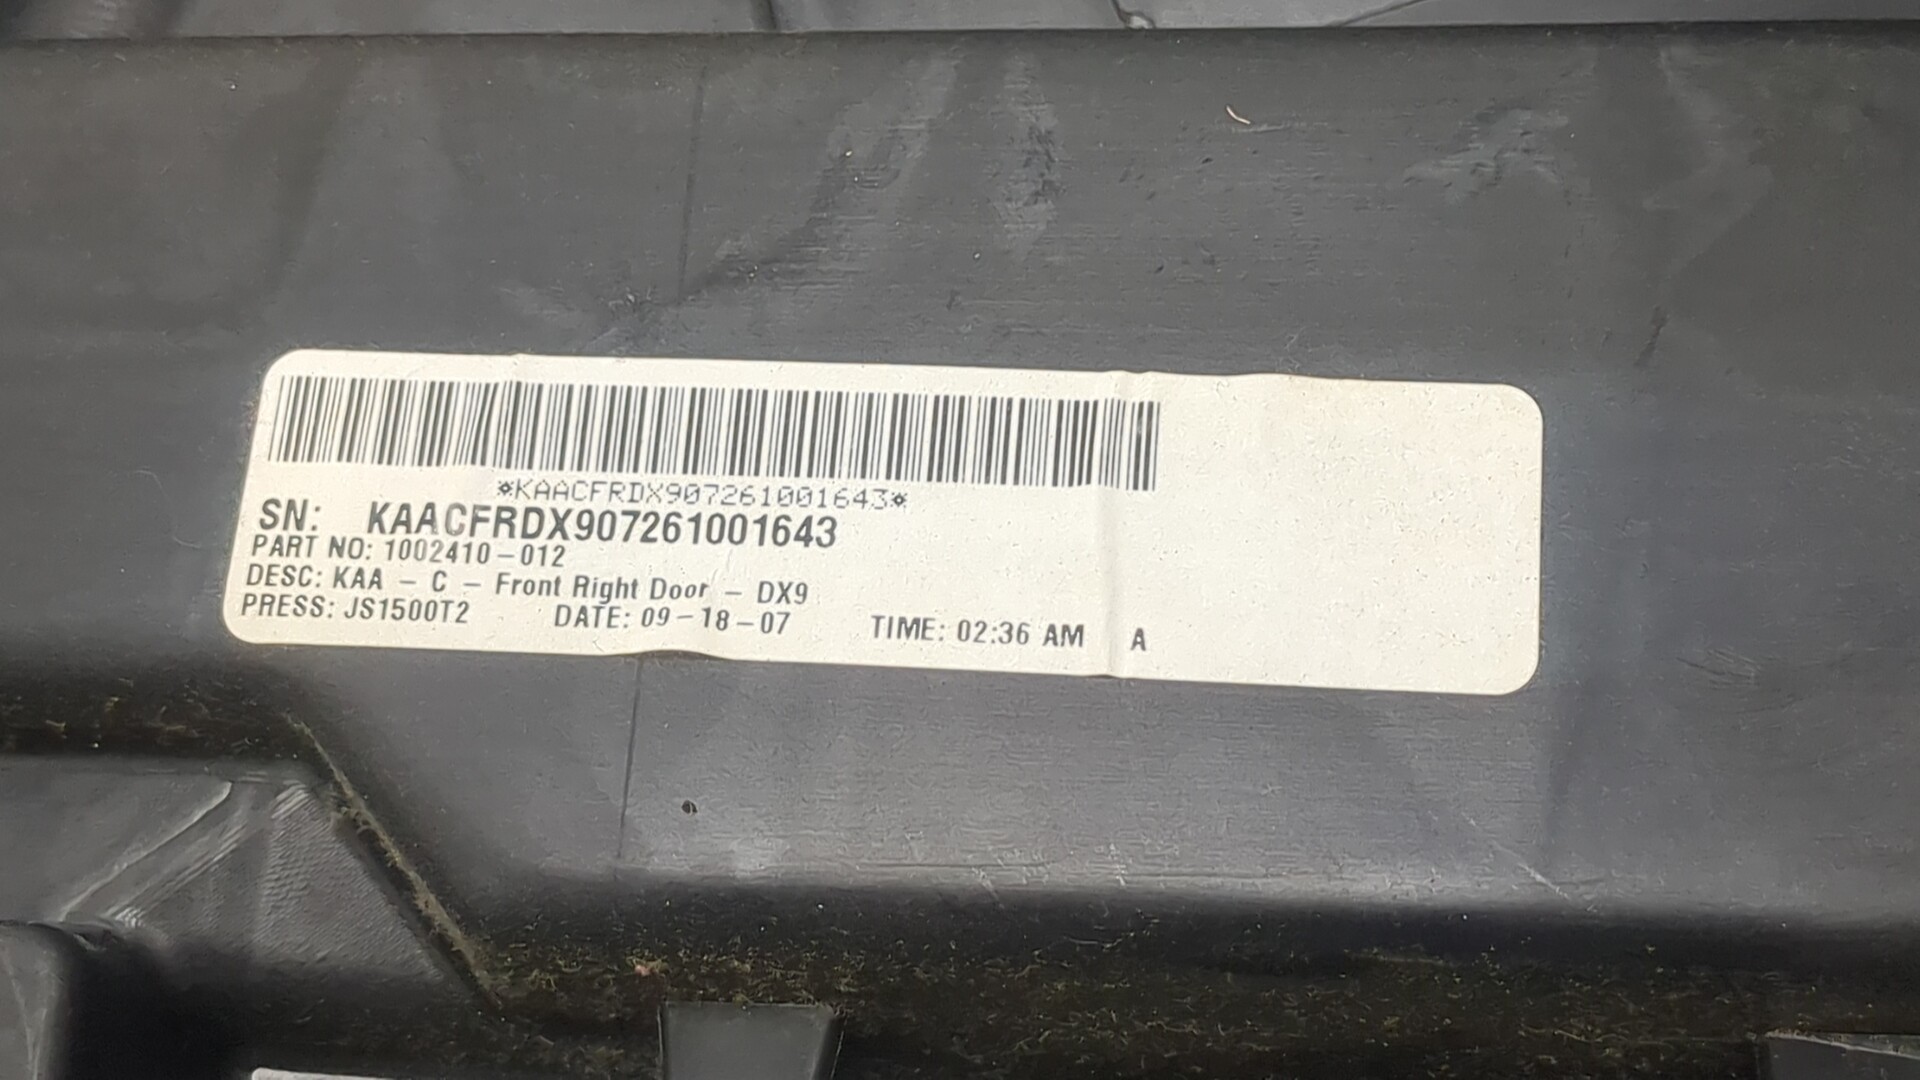 *KAACFRDX907261001643*
SN: KAACFRDX907261001643
PART NO: 1002410-012
DESC: KAA - C - Front Right Door - DX9
PRESS: JS1500T2 DATE: 09-18-07 TIME: 02:36 AM A